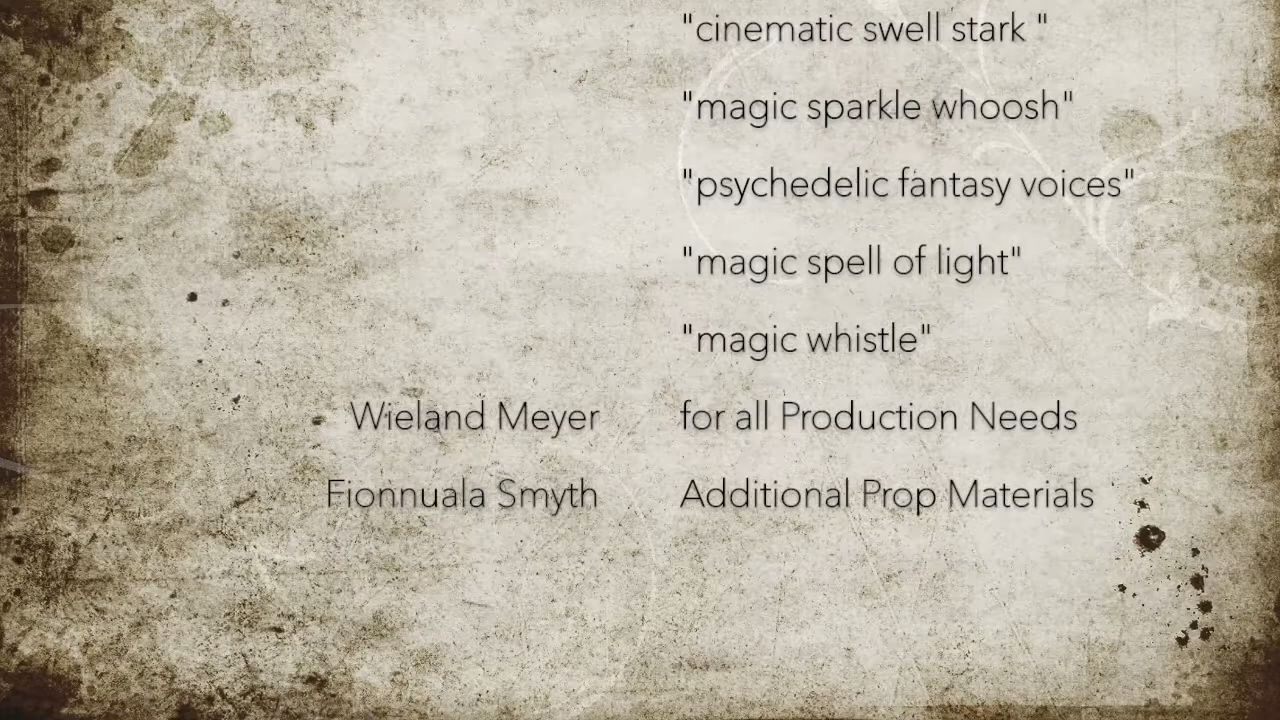 "cinematic swell stark "
"magic sparkle whoosh"
"psychedelic fantasy voices"
"magic spell of light"
"magic whistle"
Wieland Meyer for all Production Needs
Fionnuala Smyth Additional Prop Materials